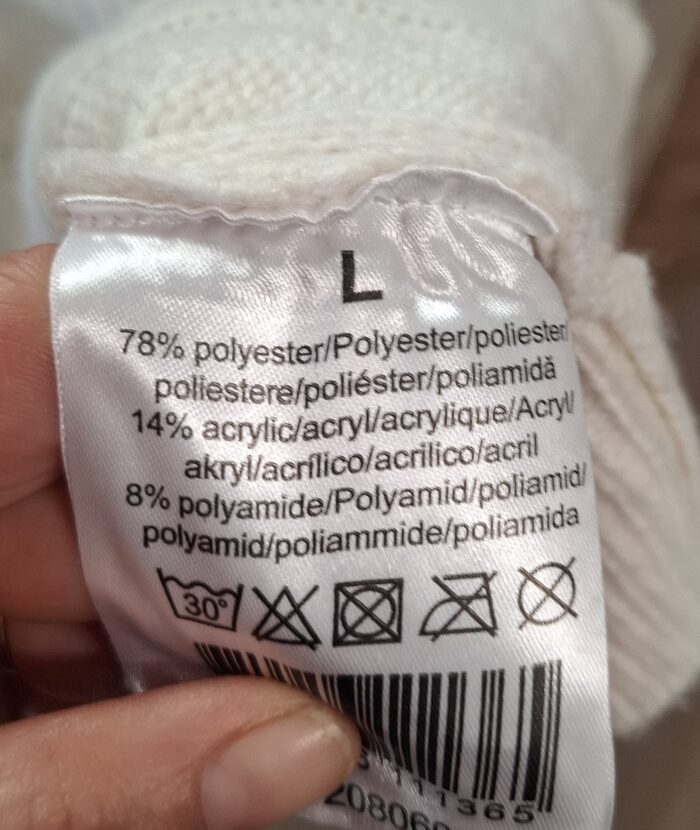 L
78% polyester/Polyester/poliester/
poliestere/poliéster/poliamidă
14% acrylic/acryl/acrylique/Acryl/
akryl/acrílico/acrilico/acril
8% polyamide/Polyamid/poliamid/
polyamid/poliammide/poliamida
30°
111365